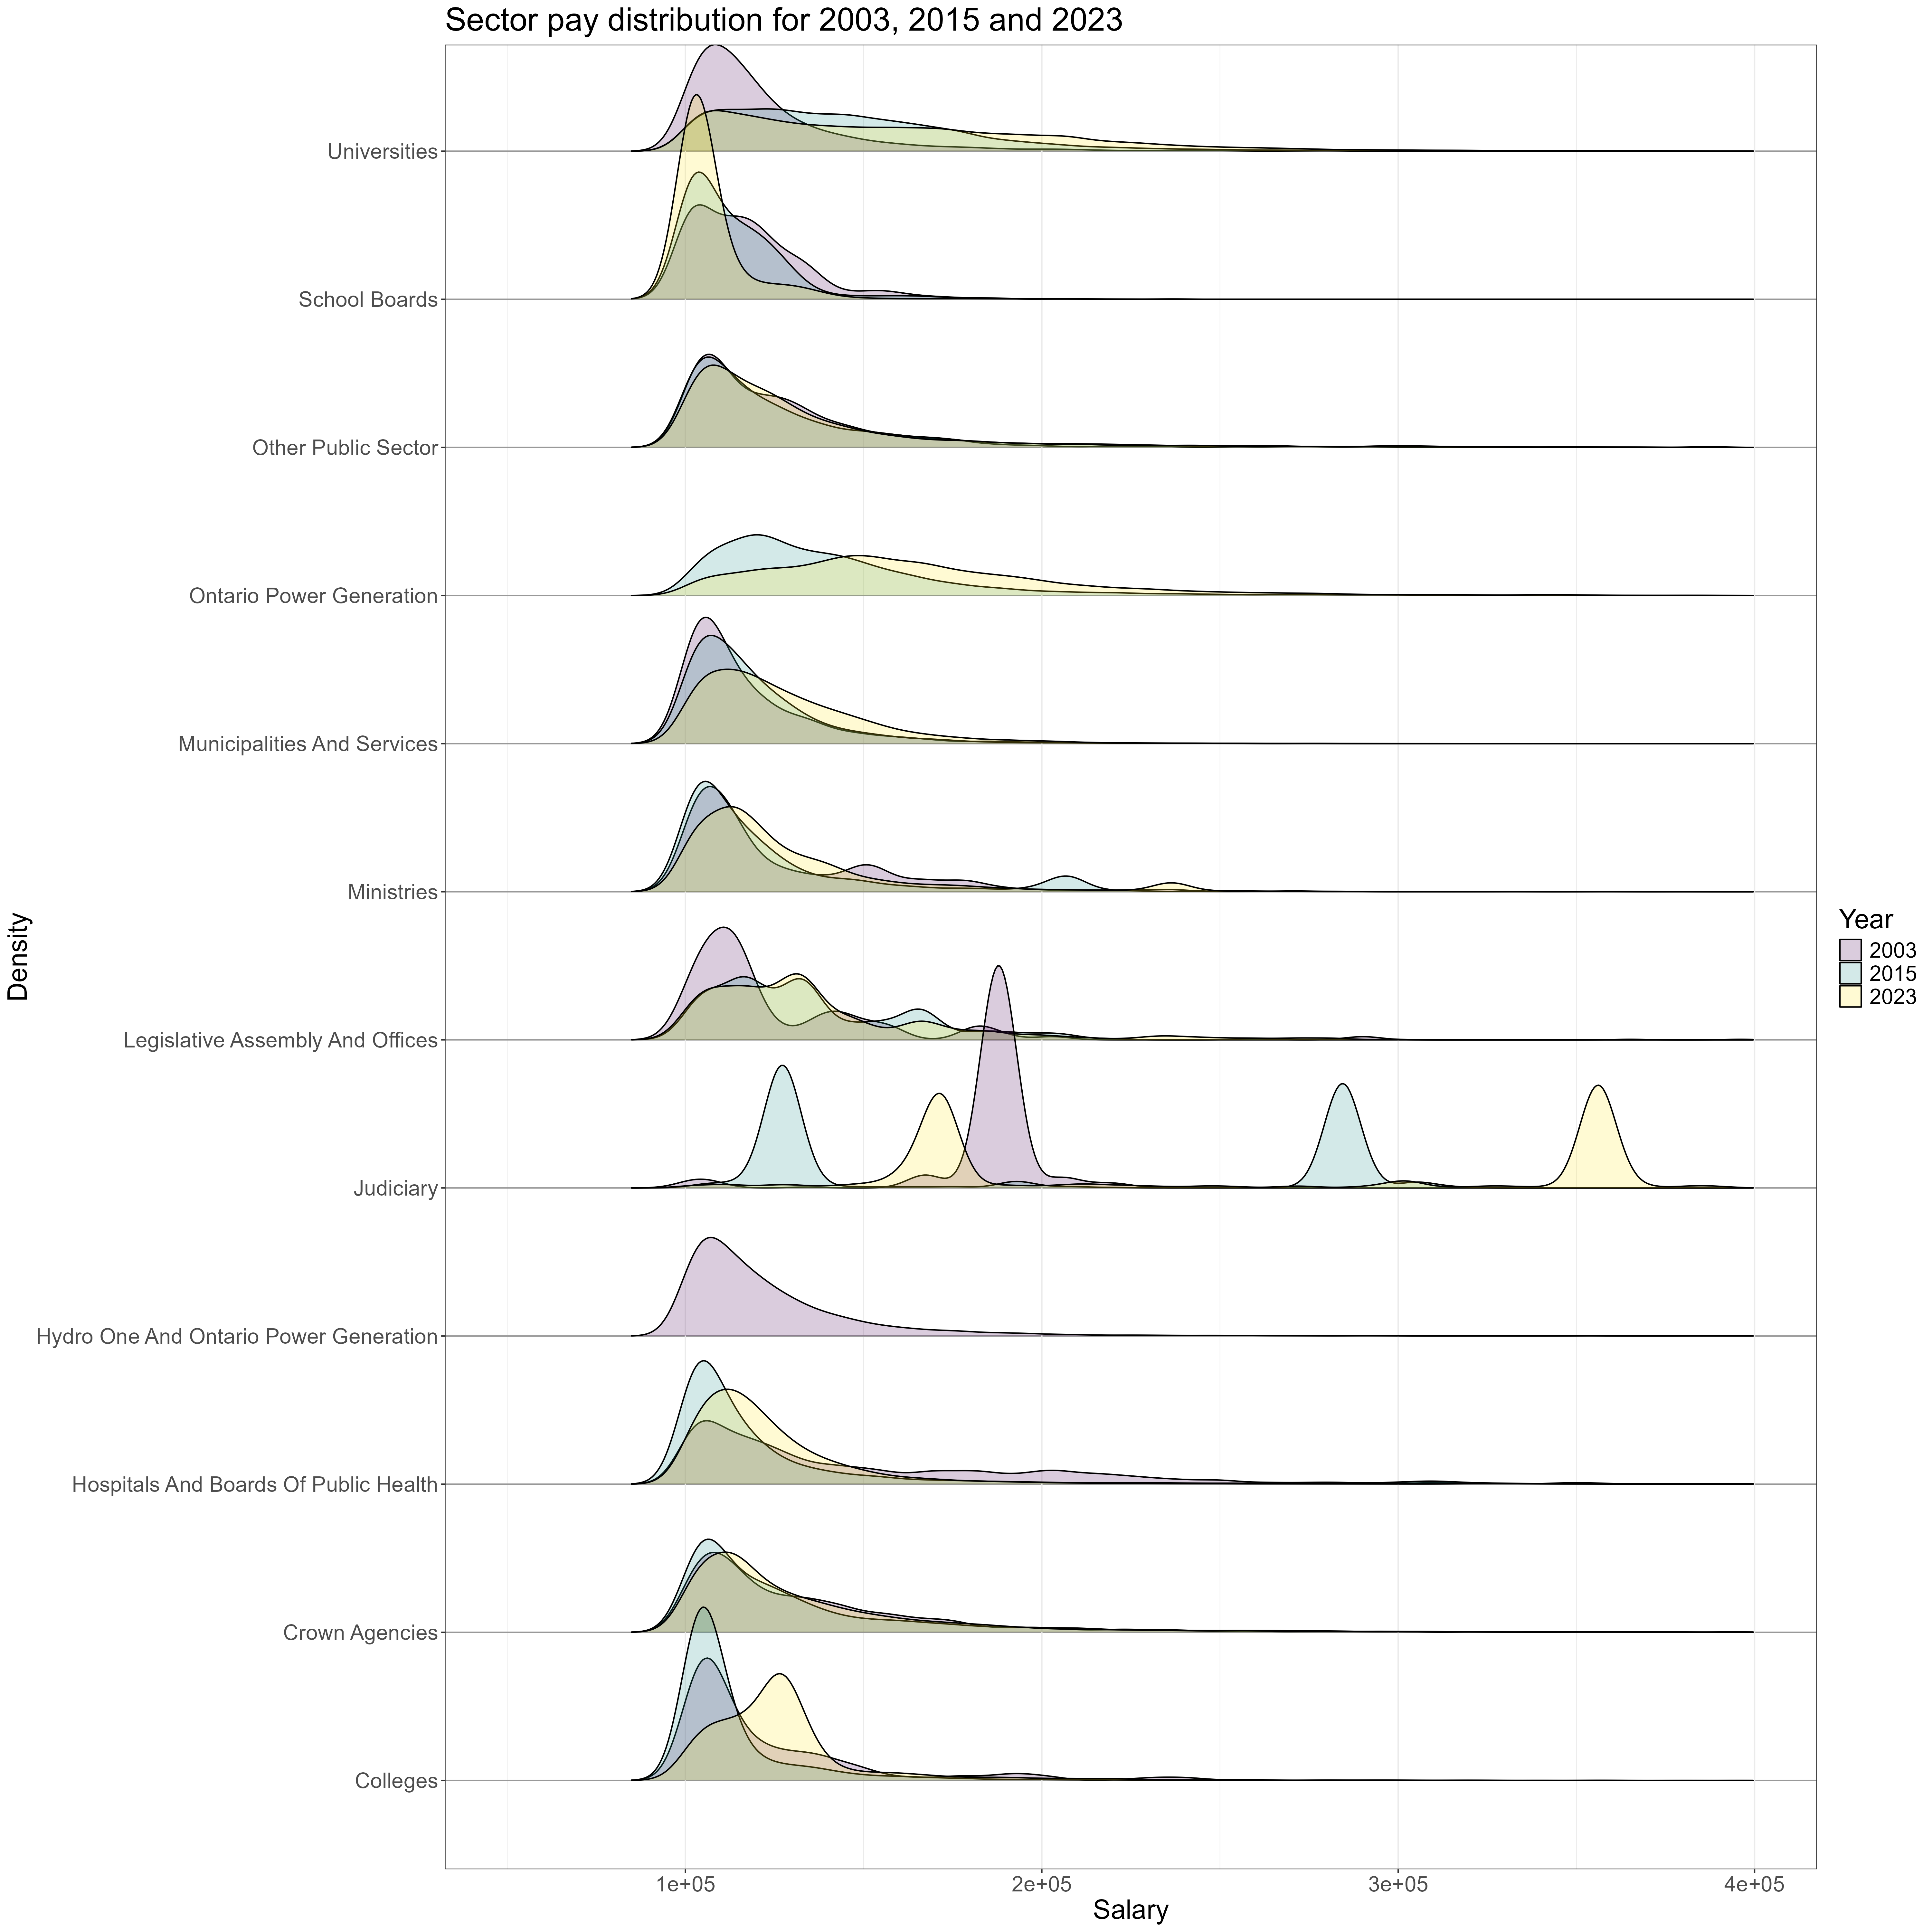 Sector pay distribution for 2003, 2015 and 2023
Universities
School Boards
Other Public Sector
Ontario Power Generation
Municipalities And Services
Ministries
Legislative Assembly And Offices
Judiciary
Hydro One And Ontario Power Generation
Hospitals And Boards Of Public Health
Crown Agencies
Colleges
Density
1e+05 2e+05 3e+05 4e+05
Salary
Year
2003
2015
2023